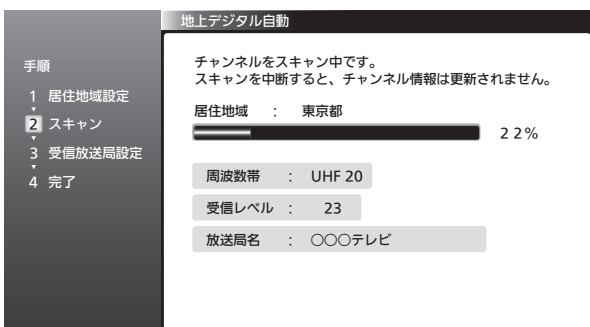 地上デジタル自動
手順
1 居住地域設定
2 スキャン
3 受信放送局設定
4 完了
チャンネルをスキャン中です。
スキャンを中断すると、チャンネル情報は更新されません。
居住地域 : 東京都
22%
周波数帯 : UHF 20
受信レベル : 23
放送局名 : 〇〇〇テレビ